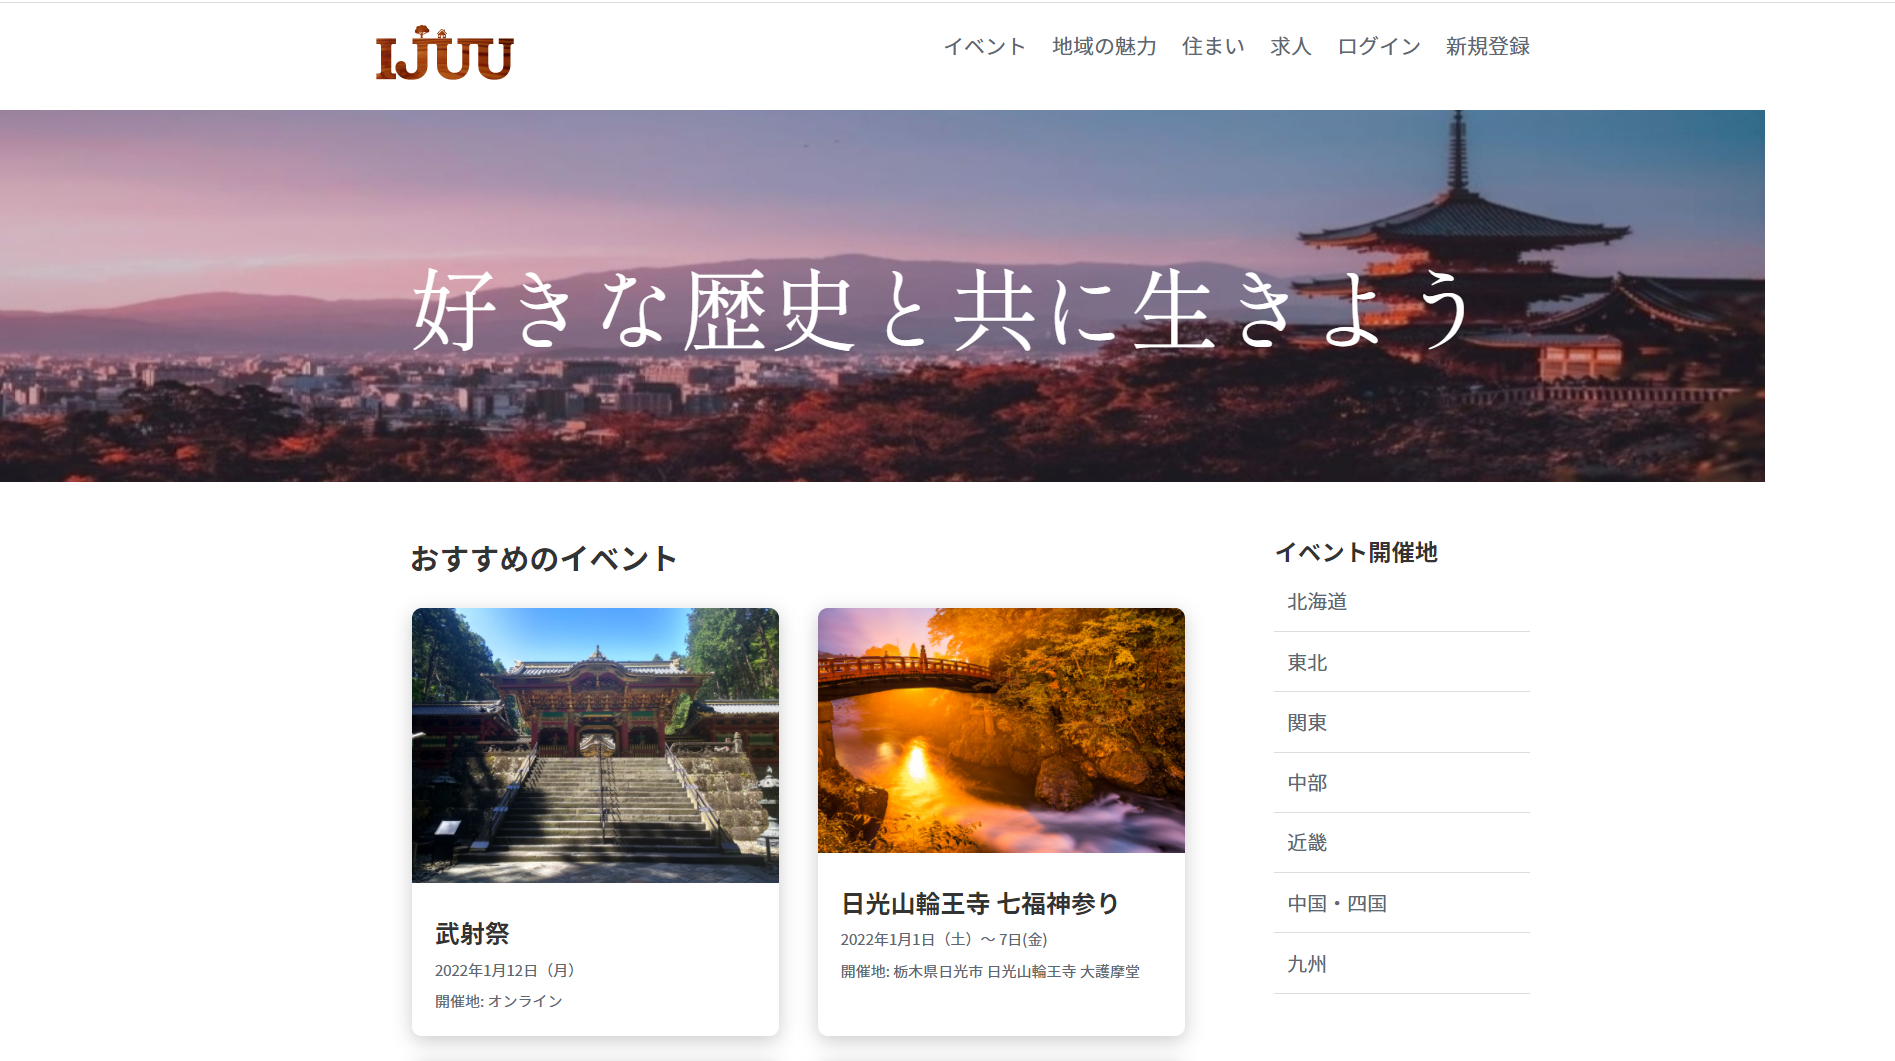 IJUU
イベント 地域の魅力 住まい 求人 ログイン 新規登録
好きな歴史と共に生きよう
おすすめのイベント
武射祭
2022年1月12日（月）
開催地: オンライン
日光山輪王寺 七福神参り
2022年1月1日（土）～ 7日(金)
開催地: 栃木県日光市 日光山輪王寺 大護摩堂
イベント開催地
北海道
東北
関東
中部
近畿
中国・四国
九州